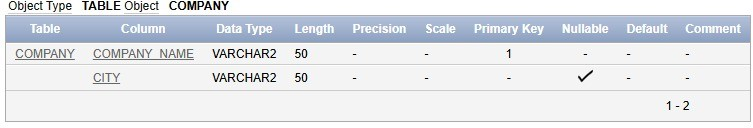 Object Type TABLE Object COMPANY
Table Column Data Type Length Precision Scale Primary Key Nullable Default Comment
COMPANY COMPANY_NAME VARCHAR2 50 - - 1 - - -
CITY VARCHAR2 50 - - - ✓ - -
1 - 2